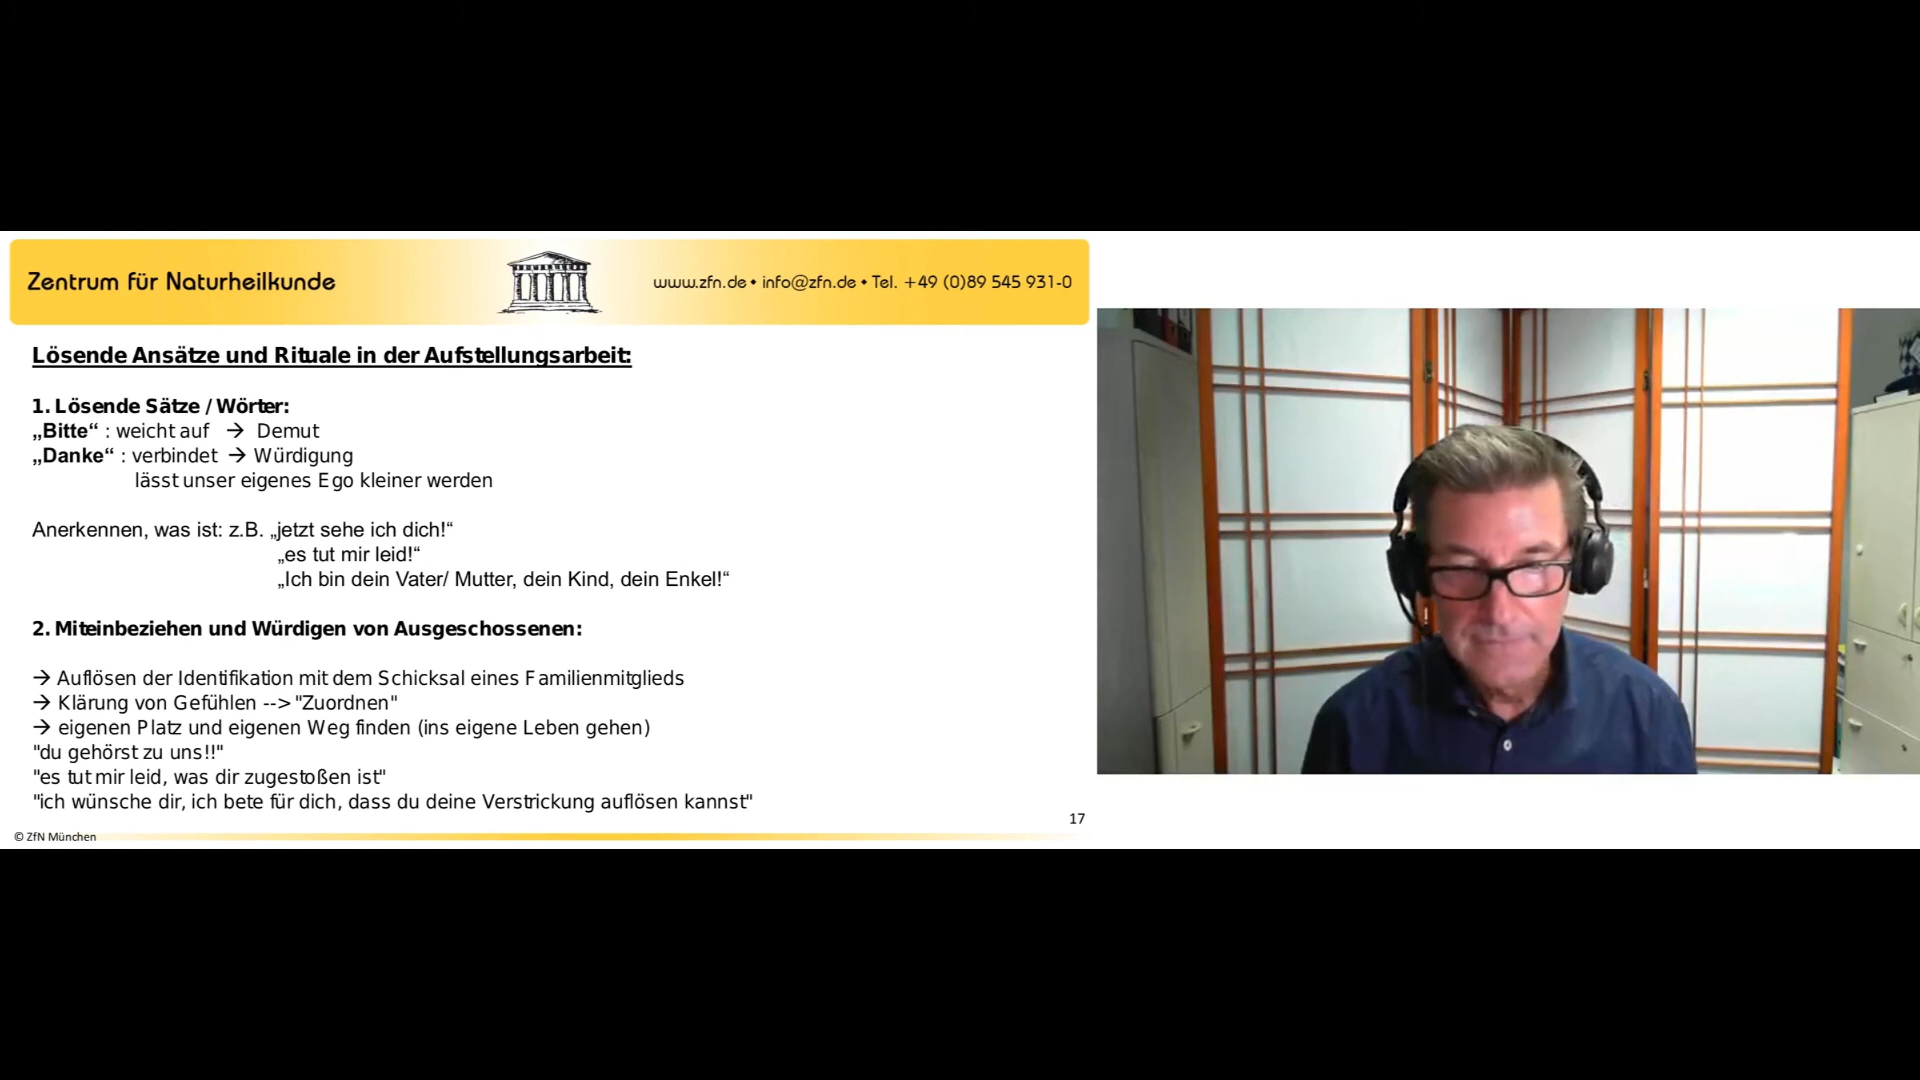 Zentrum für Naturheilkunde
www.zfn.de • info@zfn.de • Tel. +49 (0)89 545 931-0
Lösende Ansätze und Rituale in der Aufstellungsarbeit:
1. Lösende Sätze / Wörter:
„Bitte“ : weicht auf → Demut
„Danke“ : verbindet → Würdigung
lässt unser eigenes Ego kleiner werden
Anerkennen, was ist: z.B. „jetzt sehe ich dich!“
„es tut mir leid!“
„Ich bin dein Vater/ Mutter, dein Kind, dein Enkel!“
2. Miteinbeziehen und Würdigen von Ausgeschossenen:
→ Auflösen der Identifikation mit dem Schicksal eines Familienmitglieds
→ Klärung von Gefühlen --> "Zuordnen"
→ eigenen Platz und eigenen Weg finden (ins eigene Leben gehen)
"du gehörst zu uns!!"
"es tut mir leid, was dir zugestoßen ist"
"ich wünsche dir, ich bete für dich, dass du deine Verstrickung auflösen kannst"
17
© ZfN München